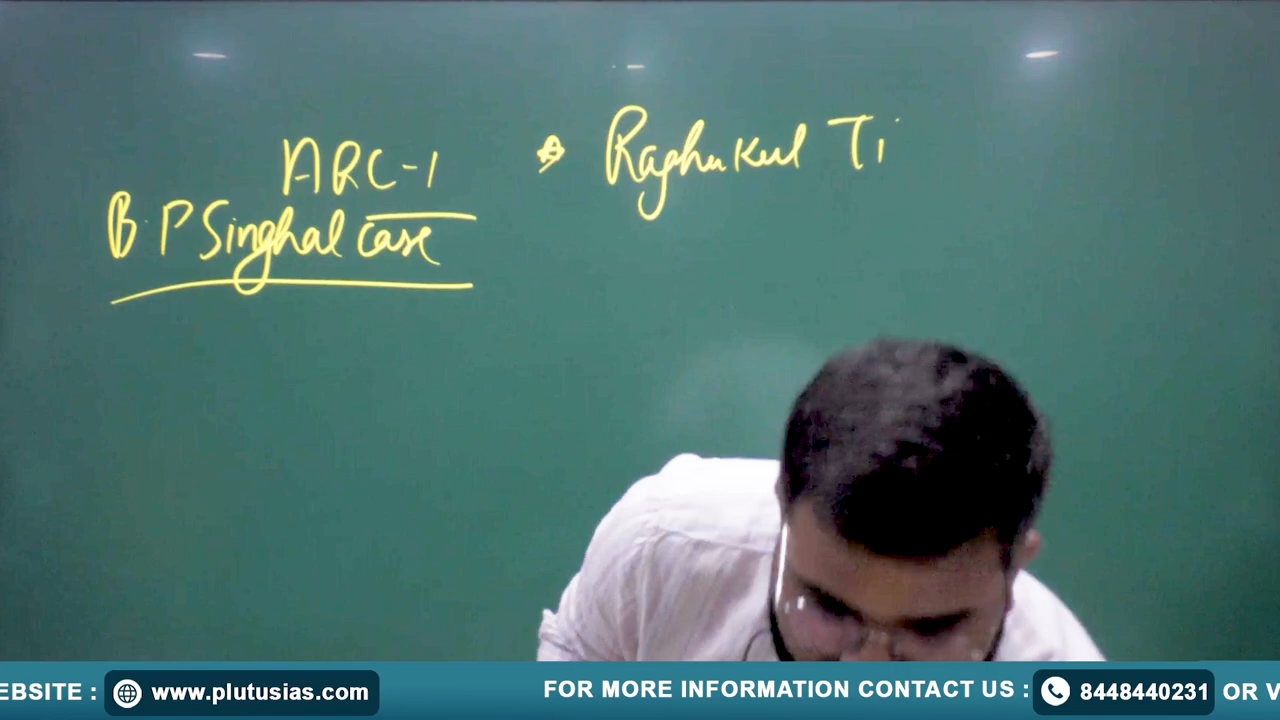 ARC-1
B.P Singhal case
Raghukul Ti
EBSITE : www.plutusias.com
FOR MORE INFORMATION CONTACT US : 8448440231 OR V